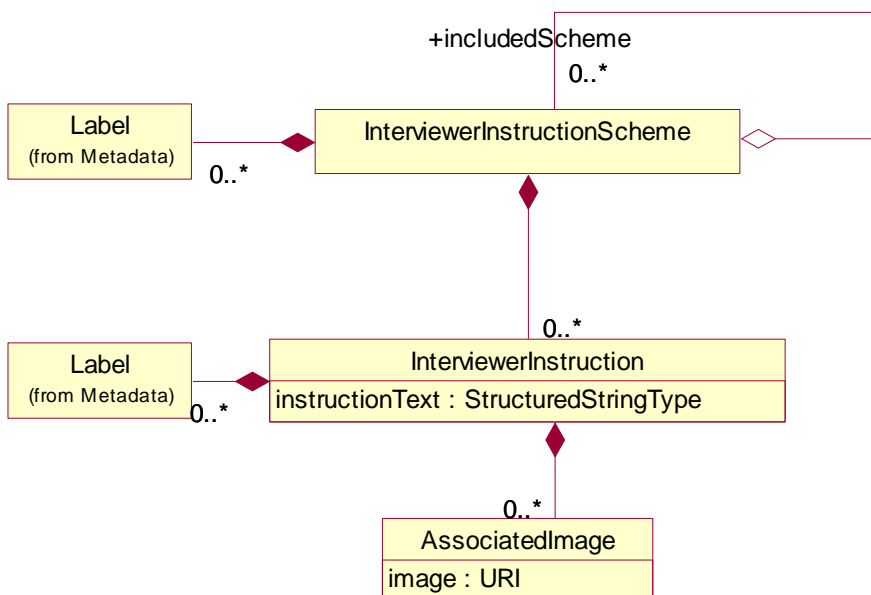 +includedScheme
0..*
Label
(from Metadata)
0..*
InterviewerInstructionScheme
0..*
Label
(from Metadata)
0..*
InterviewerInstruction
instructionText : StructuredStringType
0..*
AssociatedImage
image : URI